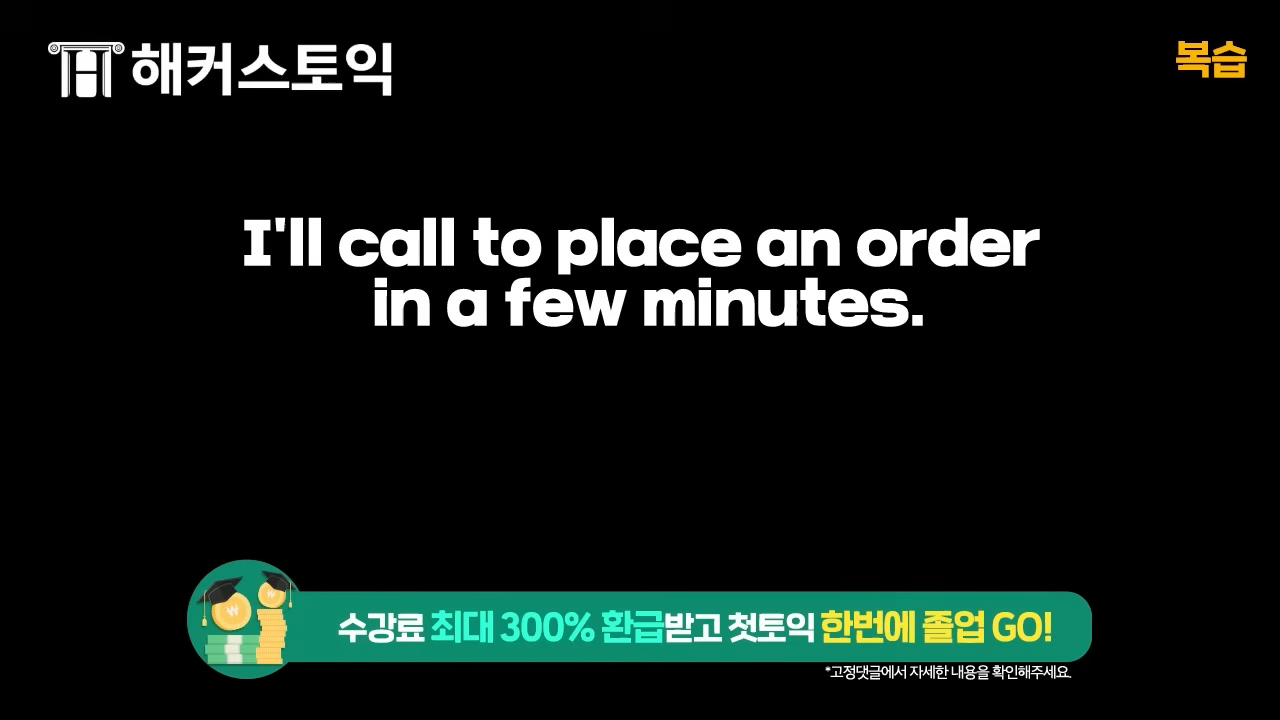 해커스토익
복습
I'll call to place an order
in a few minutes.
수강료 최대 300% 환급받고 첫토익 한번에 졸업 GO!
*고정댓글에서 자세한 내용을 확인해주세요.